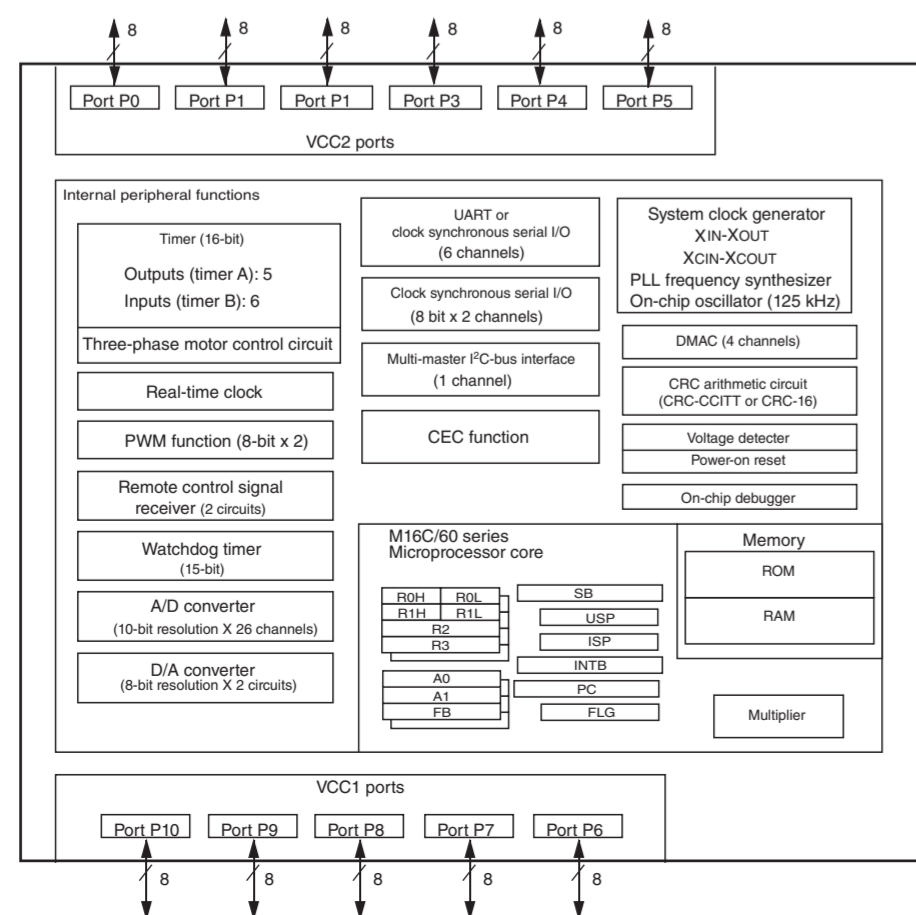 8 8 8 8 8 8
Port P0 Port P1 Port P1 Port P3 Port P4 Port P5
VCC2 ports
Internal peripheral functions
Timer (16-bit)
Outputs (timer A): 5
Inputs (timer B): 6
Three-phase motor control circuit
Real-time clock
PWM function (8-bit x 2)
Remote control signal
receiver (2 circuits)
Watchdog timer
(15-bit)
A/D converter
(10-bit resolution X 26 channels)
D/A converter
(8-bit resolution X 2 circuits)
UART or
clock synchronous serial I/O
(6 channels)
Clock synchronous serial I/O
(8 bit x 2 channels)
Multi-master I²C-bus interface
(1 channel)
CEC function
System clock generator
XIN-XOUT
XCIN-XCOUT
PLL frequency synthesizer
On-chip oscillator (125 kHz)
DMAC (4 channels)
CRC arithmetic circuit
(CRC-CCITT or CRC-16)
Voltage detecter
Power-on reset
On-chip debugger
M16C/60 series
Microprocessor core
R0H R0L
R1H R1L
R2
R3
A0
A1
FB
SB
USP
ISP
INTB
PC
FLG
Memory
ROM
RAM
Multiplier
VCC1 ports
Port P10 Port P9 Port P8 Port P7 Port P6
8 8 8 8 8